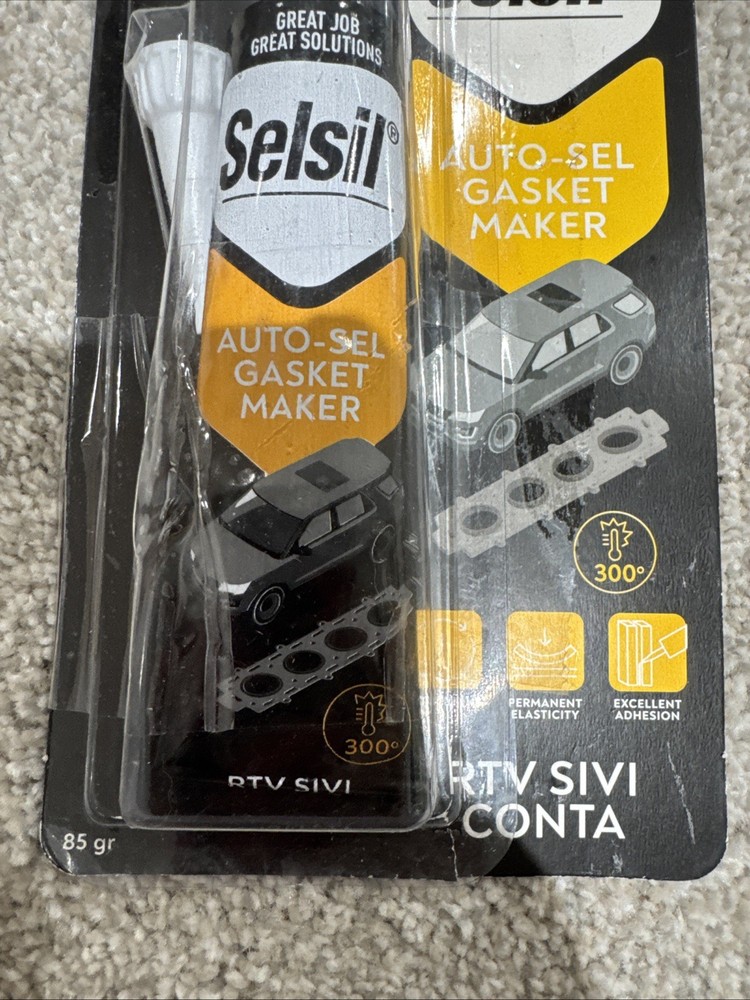 GREAT JOB
GREAT SOLUTIONS
Selsil®
AUTO-SEL
GASKET
MAKER
300°
RTV SIVI
Selsil
AUTO-SEL
GASKET
MAKER
300°
PERMANENT
ELASTICITY
EXCELLENT
ADHESION
RTV SIVI
CONTA
85 gr